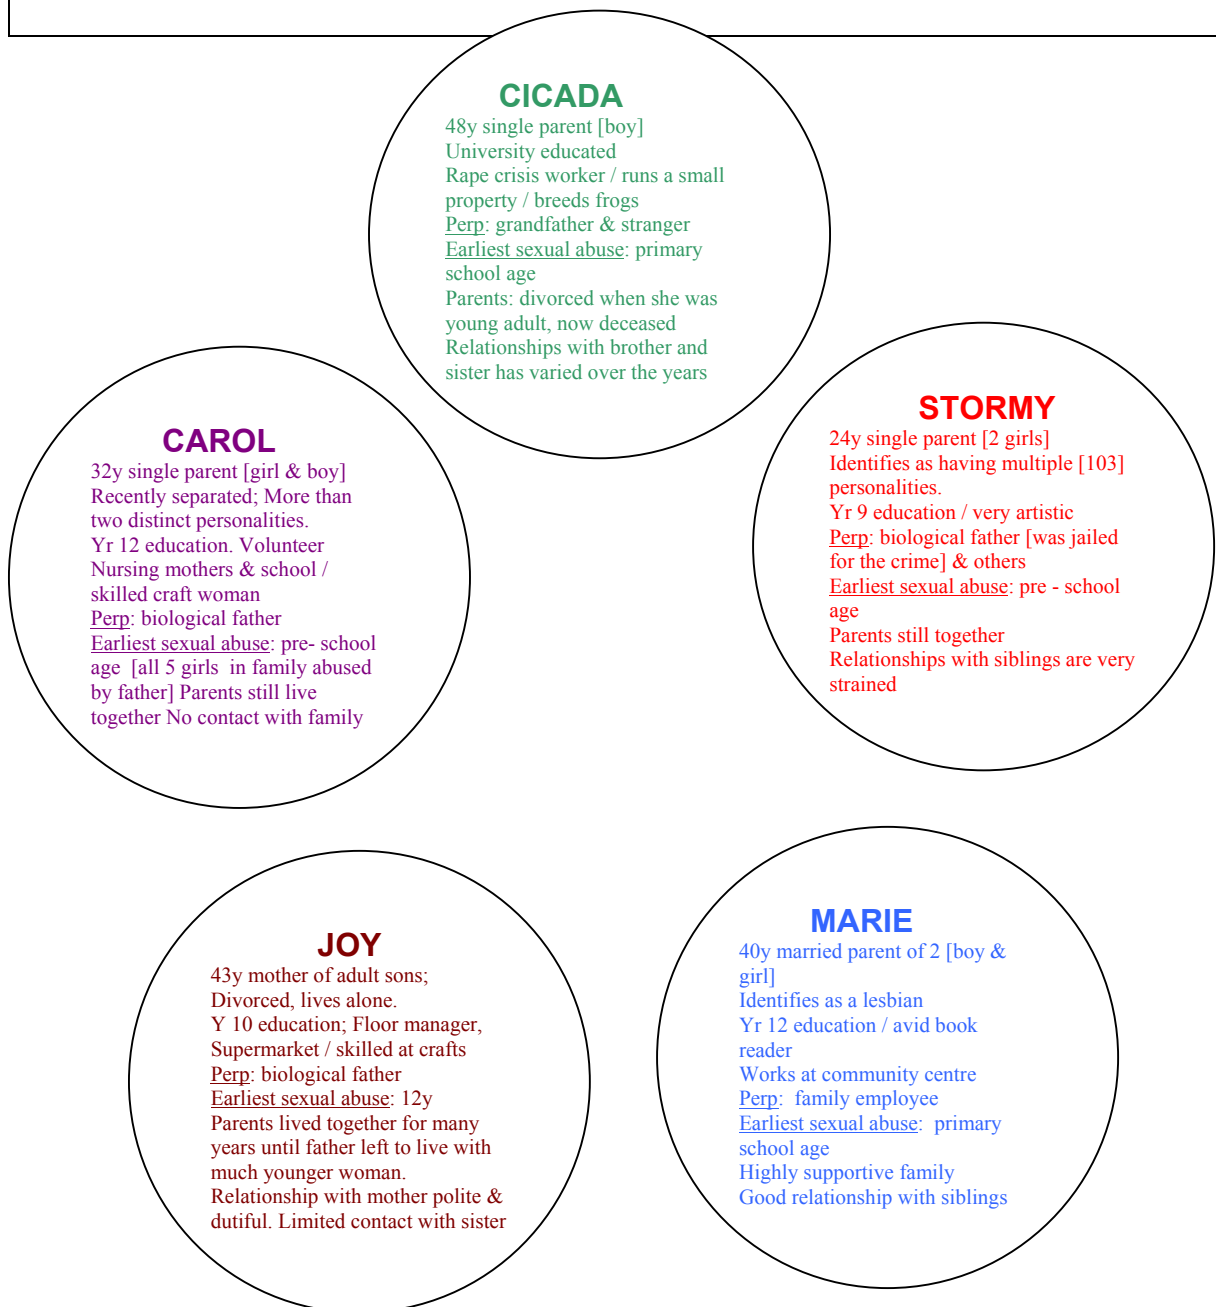 CICADA
48y single parent [boy]
University educated
Rape crisis worker / runs a small
property / breeds frogs
Perp: grandfather & stranger
Earliest sexual abuse: primary
school age
Parents: divorced when she was
young adult, now deceased
Relationships with brother and
sister has varied over the years
STORMY
24y single parent [2 girls]
Identifies as having multiple [103]
personalities.
Yr 9 education / very artistic
Perp: biological father [was jailed
for the crime] & others
Earliest sexual abuse: pre - school
age
Parents still together
Relationships with siblings are very
strained
CAROL
32y single parent [girl & boy]
Recently separated; More than
two distinct personalities.
Yr 12 education. Volunteer
Nursing mothers & school /
skilled craft woman
Perp: biological father
Earliest sexual abuse: pre- school
age [all 5 girls in family abused
by father] Parents still live
together No contact with family
JOY
43y mother of adult sons;
Divorced, lives alone.
Y 10 education; Floor manager,
Supermarket / skilled at crafts
Perp: biological father
Earliest sexual abuse: 12y
Parents lived together for many
years until father left to live with
much younger woman.
Relationship with mother polite &
dutiful. Limited contact with sister
MARIE
40y married parent of 2 [boy &
girl]
Identifies as a lesbian
Yr 12 education / avid book
reader
Works at community centre
Perp: family employee
Earliest sexual abuse: primary
school age
Highly supportive family
Good relationship with siblings